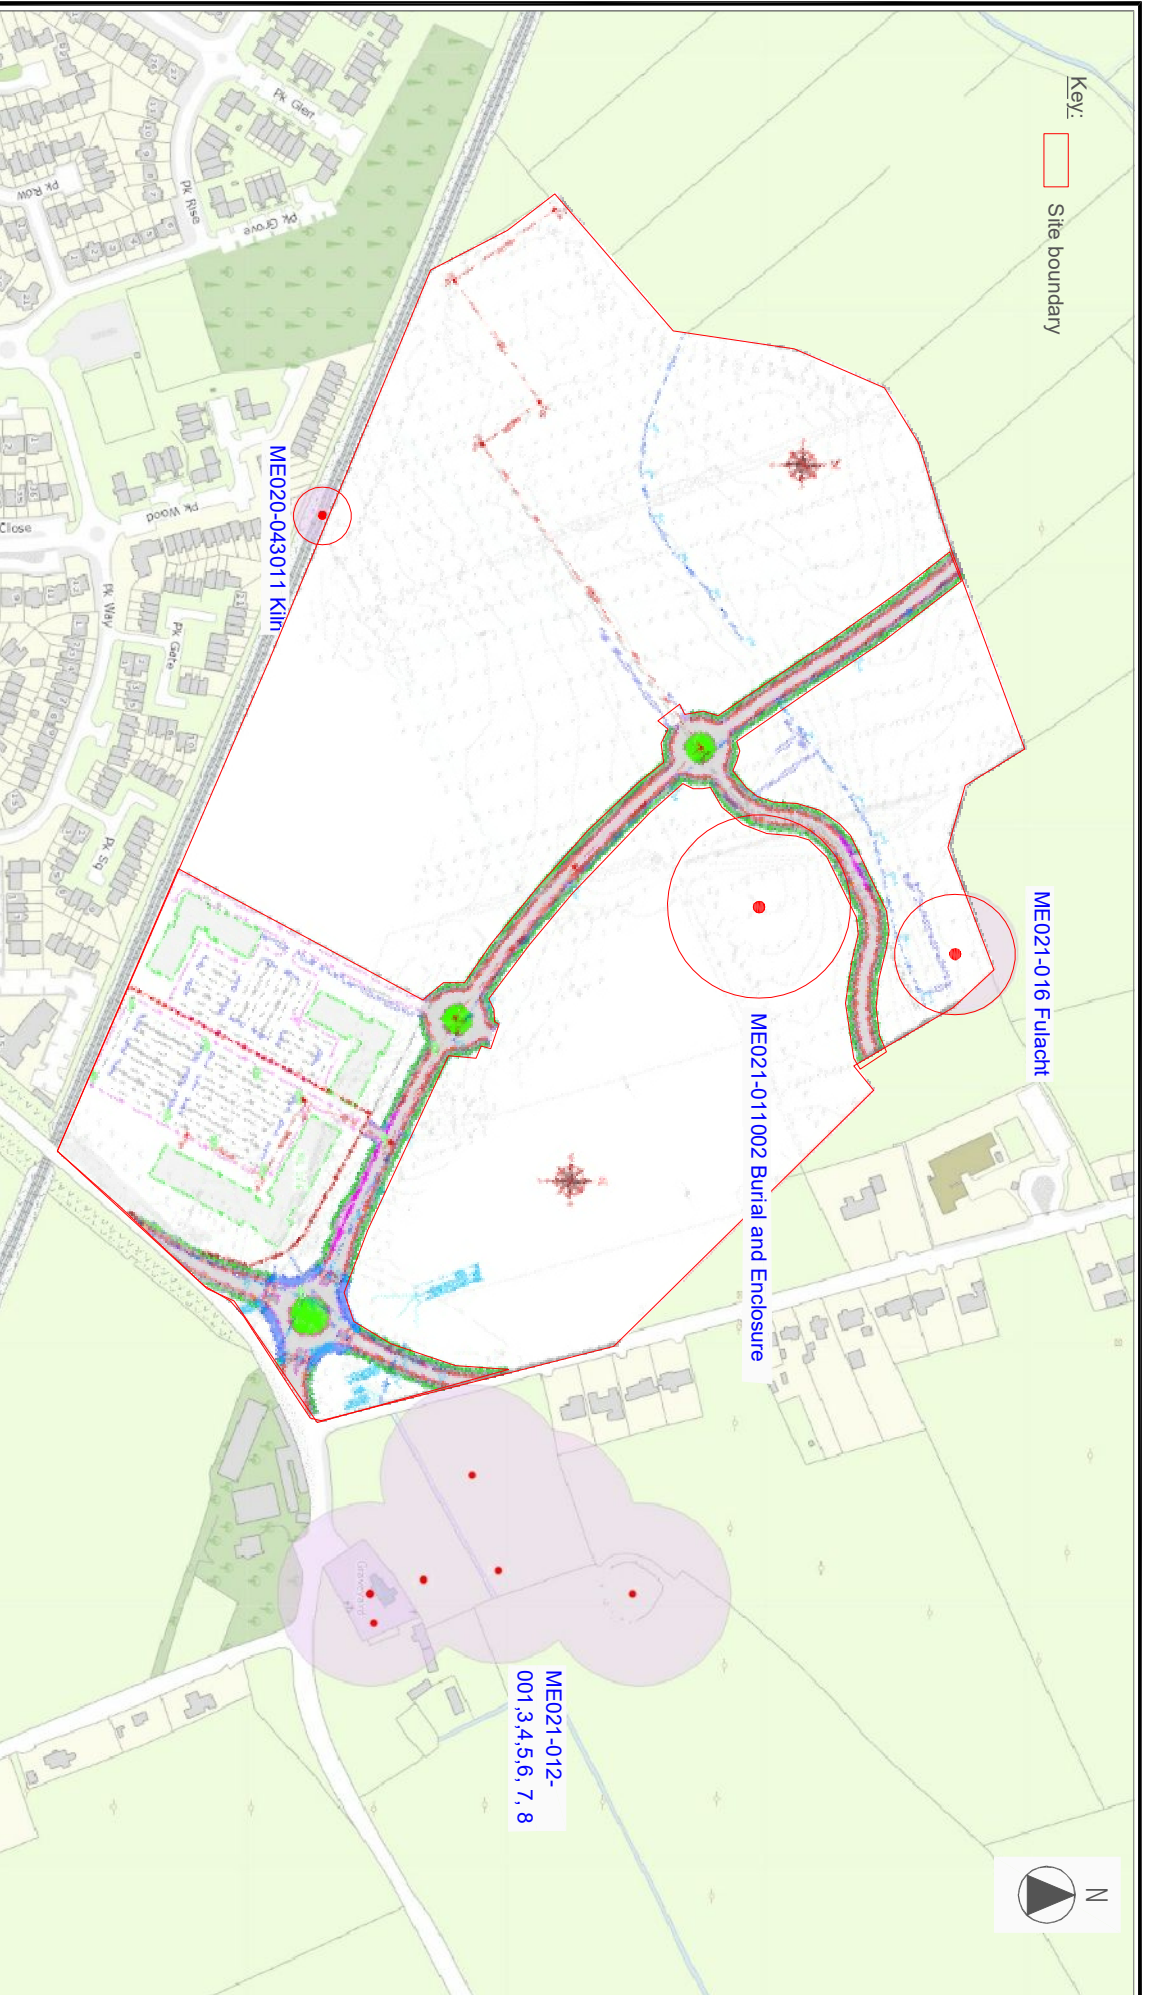 Key:
Site boundary
N
ME021-016 Fulacht
ME021-011002 Burial and Enclosure
ME020-043011 Kiln
ME021-012-
001,3,4,5,6, 7, 8
Graveyard
Pk Glen
Pk Rise
Pk Row
Pk Grove
Pk Wood
Close
Pk Way
Pk Gate
Pk Sq